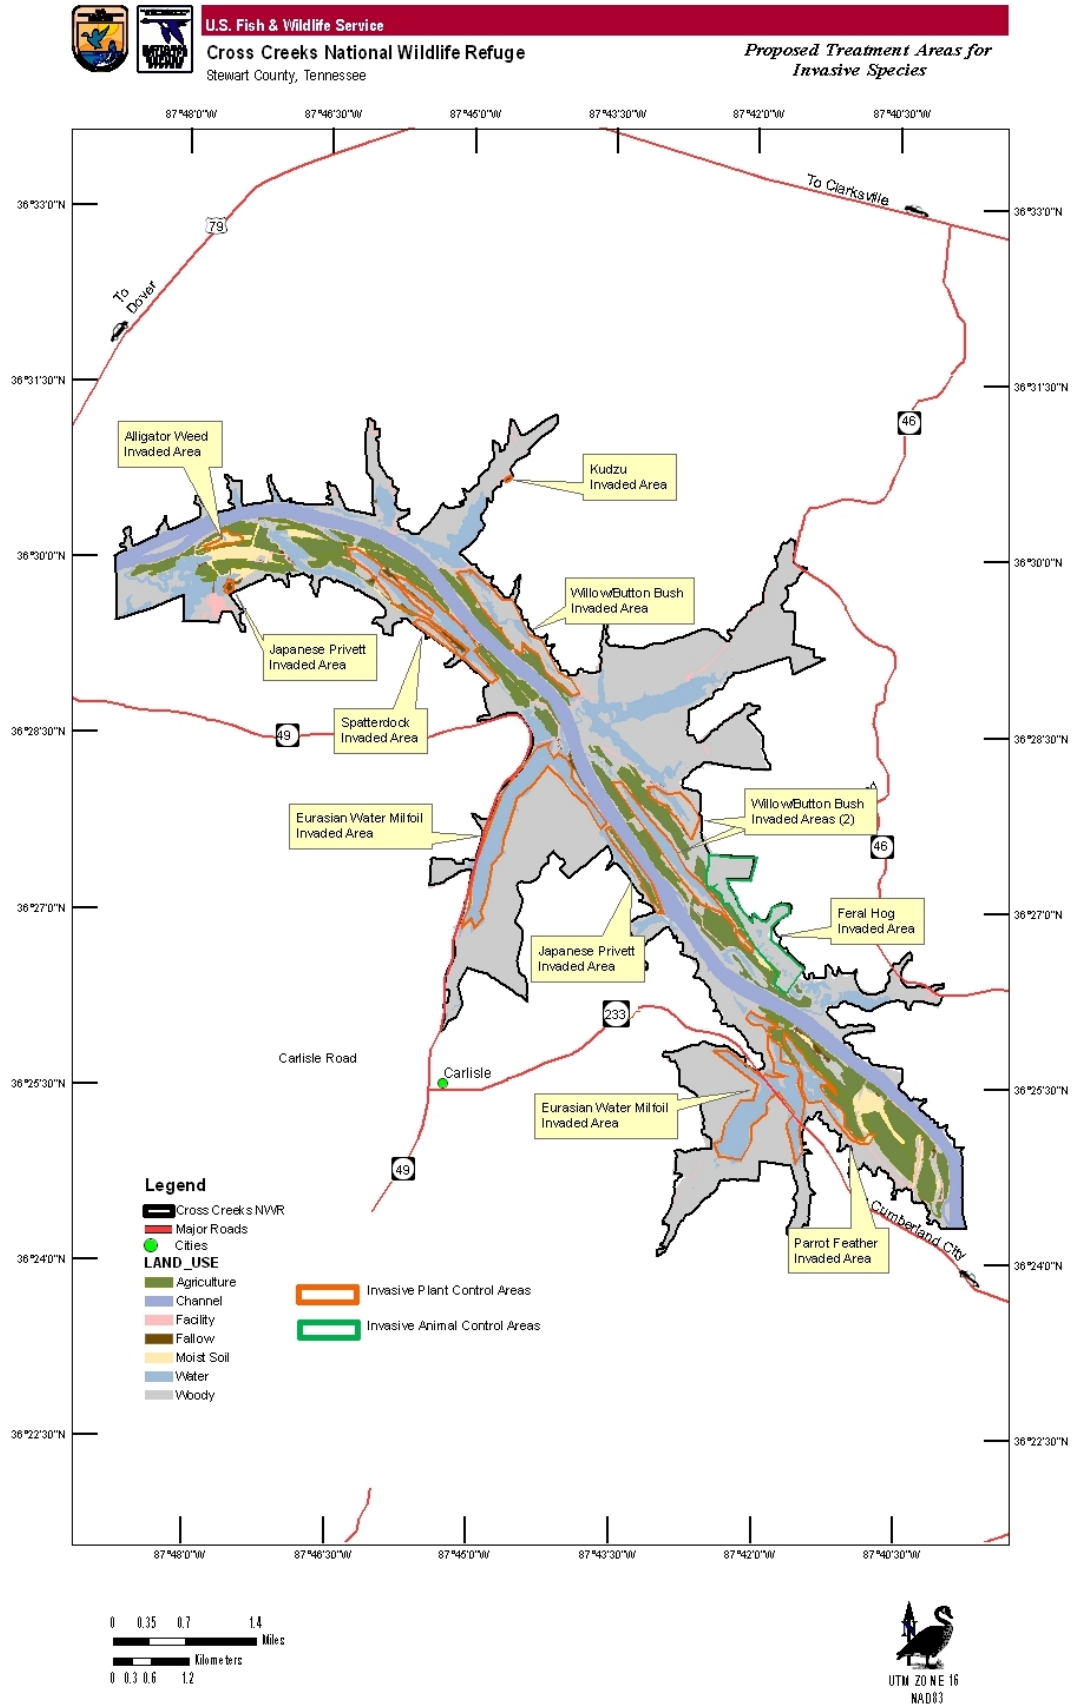 U.S. Fish & Wildlife Service
Cross Creeks National Wildlife Refuge
Stewart County, Tennessee
Proposed Treatment Areas for
Invasive Species
87°48'0"W
87°46'30"W
87°45'0"W
87°43'30"W
87°42'0"W
87°40'30"W
To Clarksville
36°33'0"N
36°33'0"N
79
To
Dover
36°31'30"N
36°31'30"N
46
Alligator Weed
Invaded Area
Kudzu
Invaded Area
36°30'0"N
36°30'0"N
Willow/Button Bush
Invaded Area
Japanese Privett
Invaded Area
Spatterdock
Invaded Area
49
36°28'30"N
36°28'30"N
Eurasian Water Milfoil
Invaded Area
Willow/Button Bush
Invaded Areas (2)
46
36°27'0"N
36°27'0"N
Feral Hog
Invaded Area
Japanese Privett
Invaded Area
233
Carlisle Road
Carlisle
36°25'30"N
36°25'30"N
Eurasian Water Milfoil
Invaded Area
49
Cumberland City
Parrot Feather
Invaded Area
36°24'0"N
36°24'0"N
Legend
Cross Creeks NWR
Major Roads
Cities
LAND_USE
Agriculture
Channel
Facility
Fallow
Moist Soil
Water
Woody
Invasive Plant Control Areas
Invasive Animal Control Areas
36°22'30"N
36°22'30"N
87°48'0"W
87°46'30"W
87°45'0"W
87°43'30"W
87°42'0"W
87°40'30"W
0 0.35 0.7 1.4
Miles
Kilometers
0 0.3 0.6 1.2
N
UTM ZONE 16
NAD83